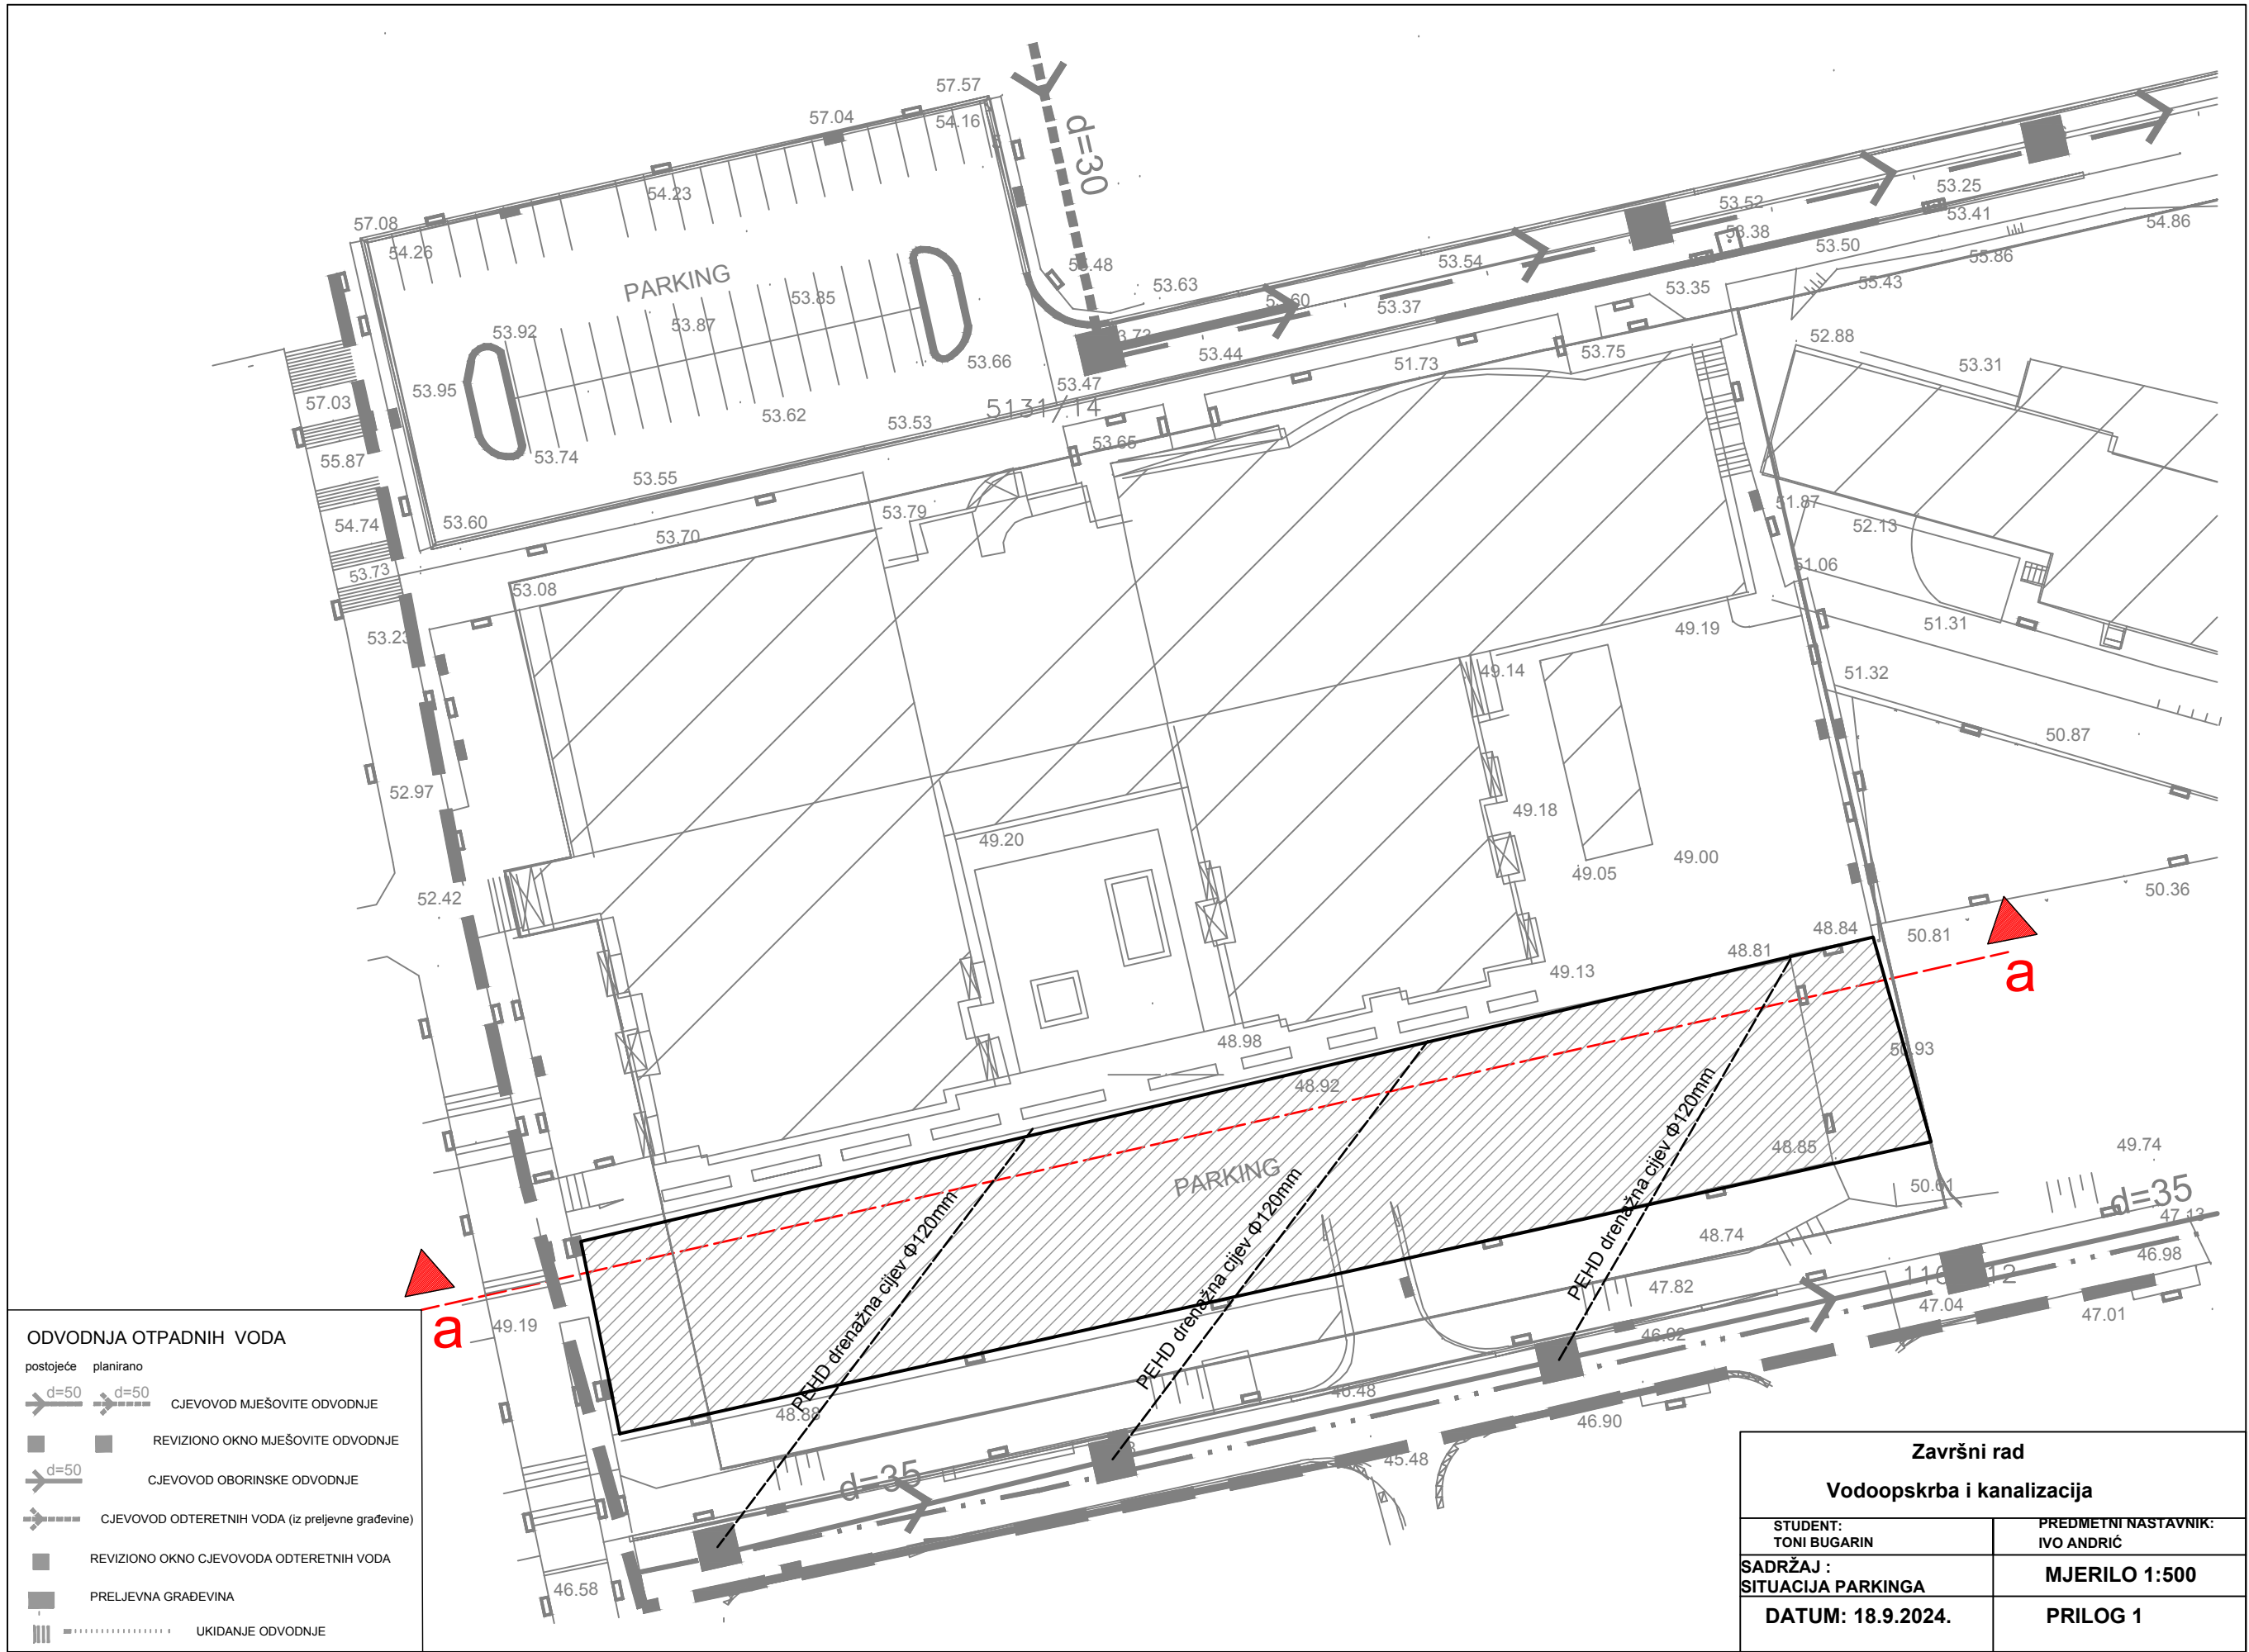 57.57
57.04
54.16
5
d=30
54.23
57.08
54.26
PARKING
53.85
53.87
53.92
53.95
53.66
53.62
53.53
53.74
53.55
53.60
53.70
53.79
53.08
57.03
55.87
54.74
53.73
53.23
52.97
52.42
53.63
53.54
53.52
53.38
53.25
53.41
53.50
54.86
55.86
55.43
53.35
53.37
53.44
53.47
5131/14
53.65
51.73
53.75
52.88
53.31
51.87
52.13
51.06
51.31
51.32
50.87
50.36
50.81
49.19
49.14
49.18
49.20
49.05
49.00
48.84
48.81
49.13
48.98
48.92
50.93
48.85
PARKING
a
a
PEHD drenažna cijev Φ120mm
PEHD drenažna cijev Φ120mm
PEHD drenažna cijev Φ120mm
49.74
50.61
d=35
47.13
46.98
48.74
47.82
47.04
47.01
46.92
46.90
45.48
48.88
d=35
49.19
46.58
ODVODNJA OTPADNIH VODA
postojeće planirano
d=50 d=50 CJEVOVOD MJEŠOVITE ODVODNJE
REVIZIONO OKNO MJEŠOVITE ODVODNJE
d=50 CJEVOVOD OBORINSKE ODVODNJE
CJEVOVOD ODTERETNIH VODA (iz preljevne građevine)
REVIZIONO OKNO CJEVOVODA ODTERETNIH VODA
PRELJEVNA GRAĐEVINA
UKIDANJE ODVODNJE
Završni rad
Vodoopskrba i kanalizacija
STUDENT:
TONI BUGARIN
PREDMETNI NASTAVNIK:
IVO ANDRIĆ
SADRŽAJ :
SITUACIJA PARKINGA
MJERILO 1:500
DATUM: 18.9.2024.
PRILOG 1